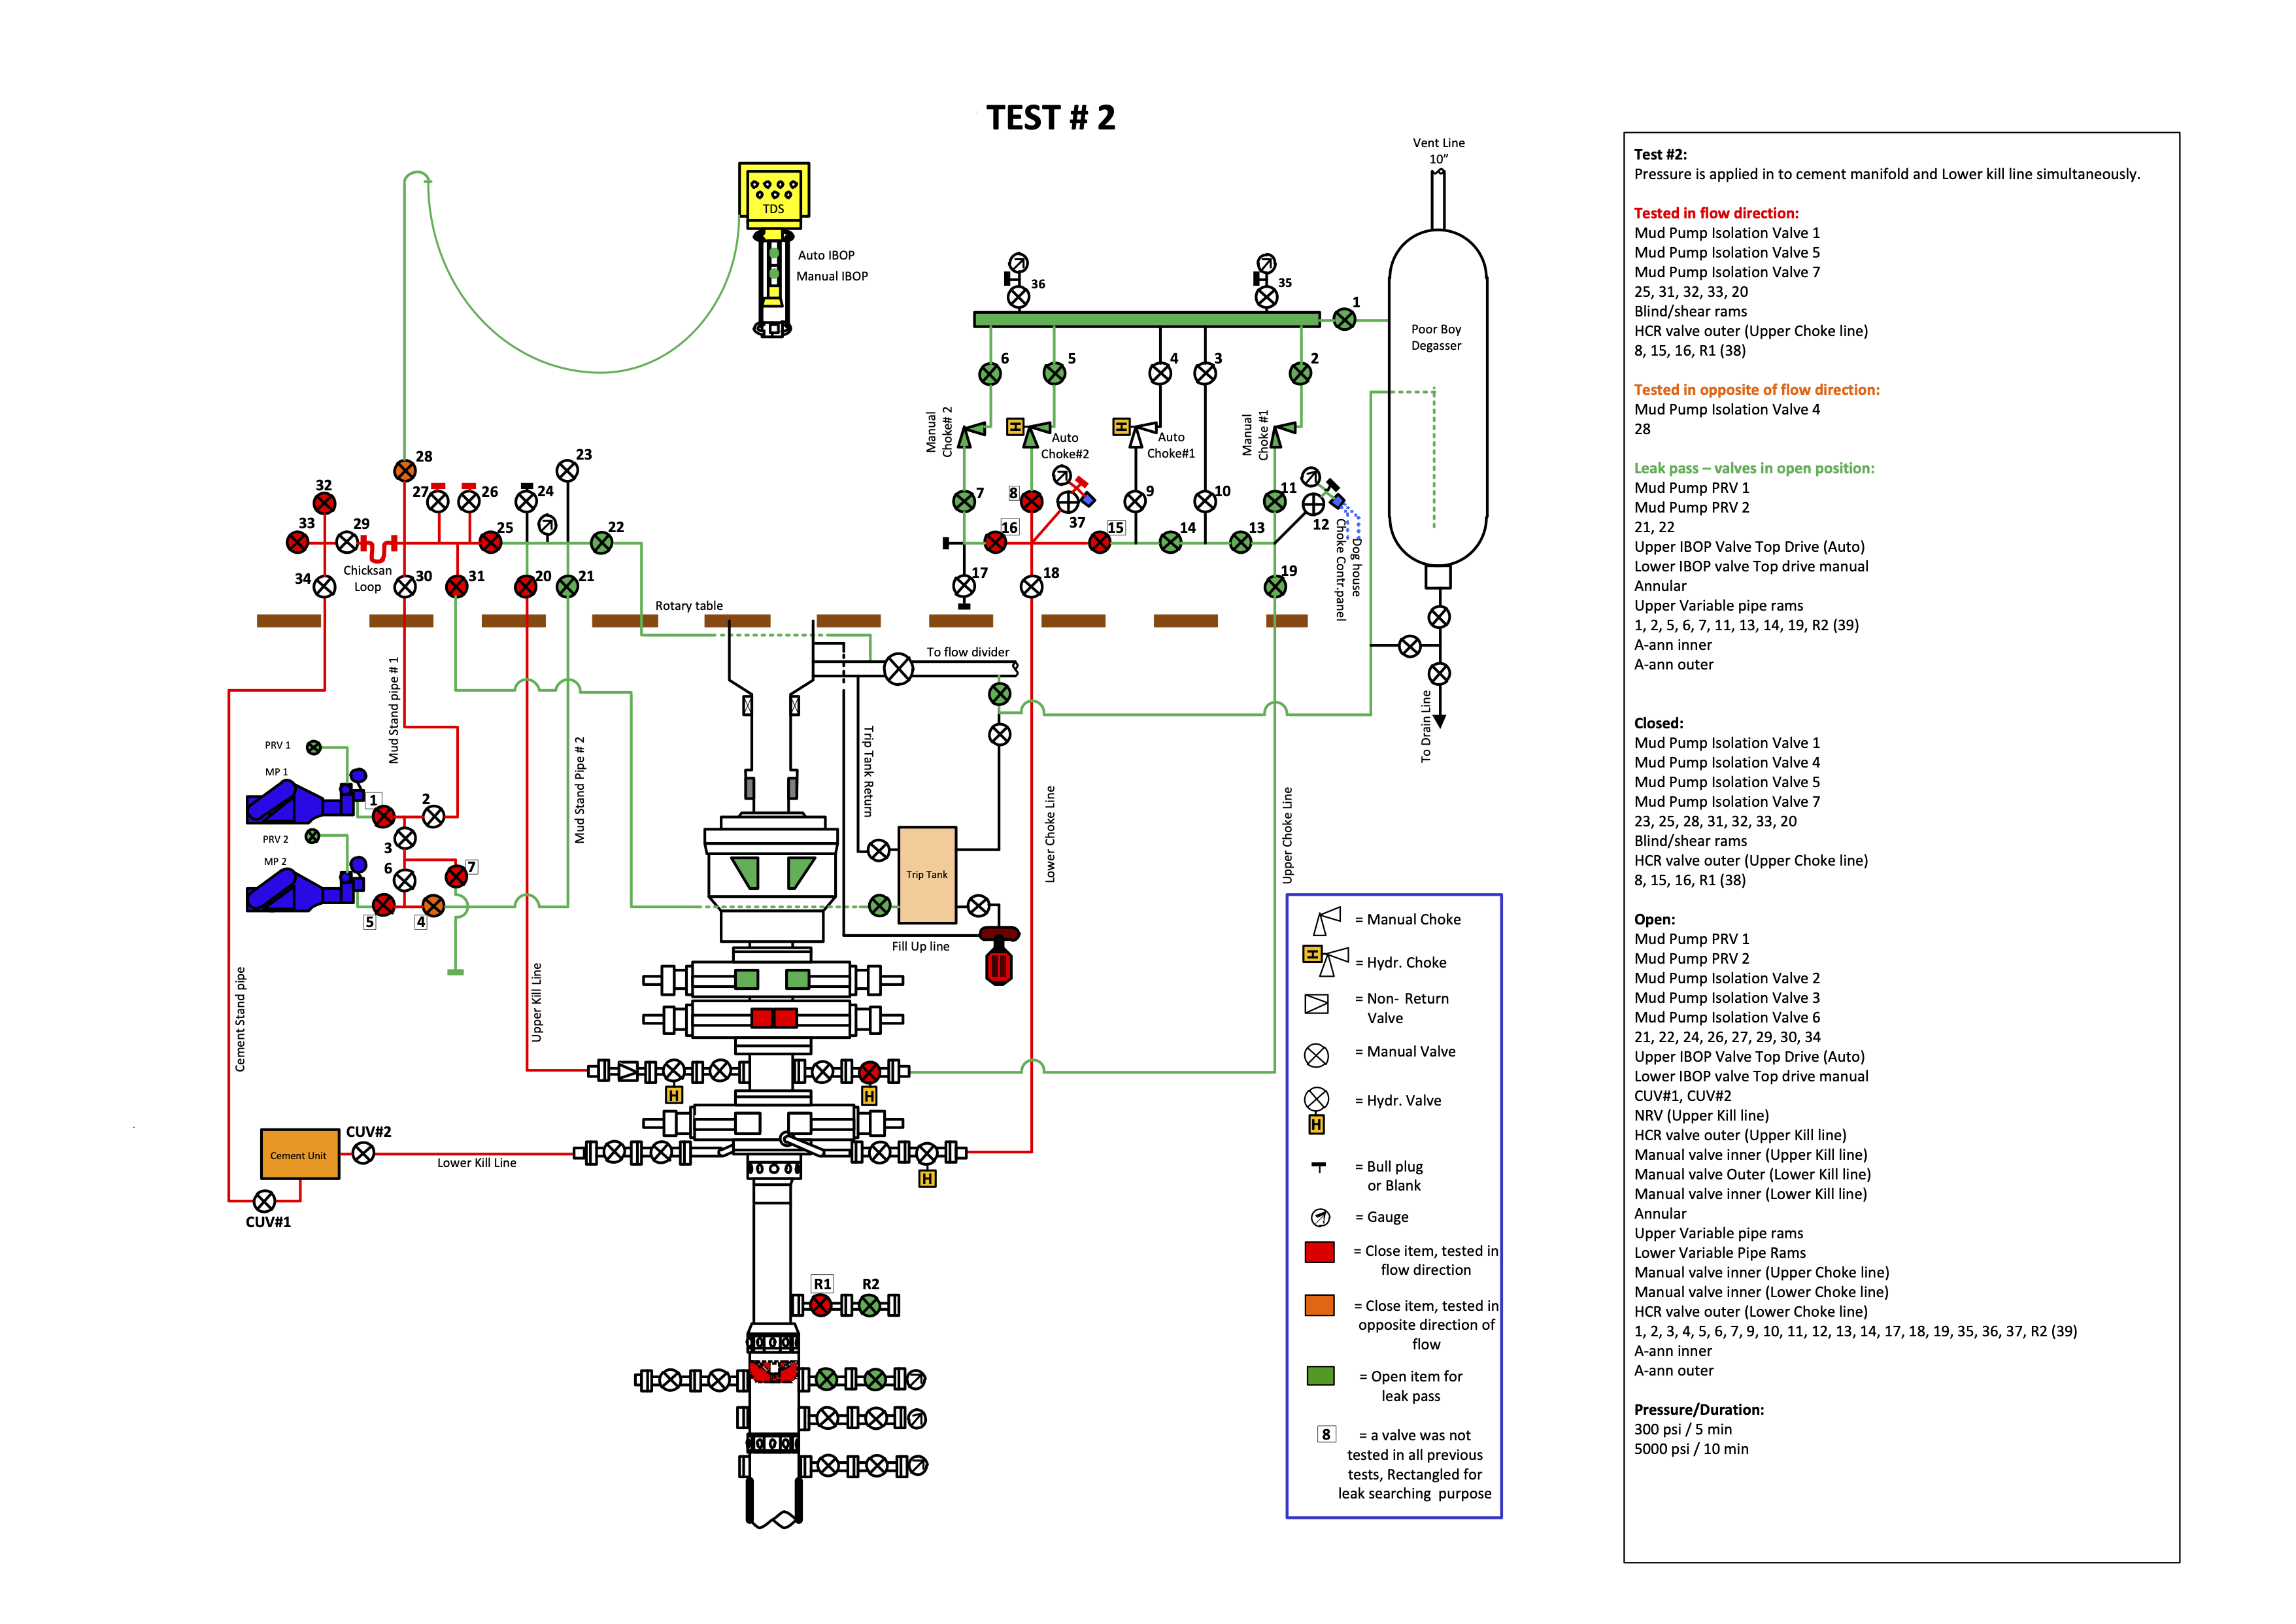 TEST # 2
Vent Line
10"
TDS
Auto IBOP
Manual IBOP
36
35
1
Poor Boy
Degasser
6
5
4
3
2
Manual
Choke# 2
H
Auto
Choke#2
H
Auto
Choke#1
Manual
Choke #1
28
23
32
27
26
24
33
29
25
22
Chicksan
Loop
34
30
31
20
21
7
8
37
9
10
11
12
16
15
14
13
17
18
19
Choke Contr.panel
Dog house
Rotary table
To flow divider
Mud Stand pipe # 1
Mud Stand Pipe # 2
Trip Tank Return
To Drain Line
PRV 1
MP 1
1
2
PRV 2
3
MP 2
6
7
5
4
Trip Tank
Fill Up line
Lower Choke Line
Upper Choke Line
Cement Stand pipe
Upper Kill Line
H
H
Cement Unit
CUV#2
Lower Kill Line
H
CUV#1
R1
R2
= Manual Choke
H
= Hydr. Choke
= Non- Return
Valve
= Manual Valve
= Hydr. Valve
H
= Bull plug
or Blank
= Gauge
= Close item, tested in
flow direction
= Close item, tested in
opposite direction of
flow
= Open item for
leak pass
8
= a valve was not
tested in all previous
tests, Rectangled for
leak searching purpose
Test #2:
Pressure is applied in to cement manifold and Lower kill line simultaneously.
Tested in flow direction:
Mud Pump Isolation Valve 1
Mud Pump Isolation Valve 5
Mud Pump Isolation Valve 7
25, 31, 32, 33, 20
Blind/shear rams
HCR valve outer (Upper Choke line)
8, 15, 16, R1 (38)
Tested in opposite of flow direction:
Mud Pump Isolation Valve 4
28
Leak pass – valves in open position:
Mud Pump PRV 1
Mud Pump PRV 2
21, 22
Upper IBOP Valve Top Drive (Auto)
Lower IBOP valve Top drive manual
Annular
Upper Variable pipe rams
1, 2, 5, 6, 7, 11, 13, 14, 19, R2 (39)
A-ann inner
A-ann outer
Closed:
Mud Pump Isolation Valve 1
Mud Pump Isolation Valve 4
Mud Pump Isolation Valve 5
Mud Pump Isolation Valve 7
23, 25, 28, 31, 32, 33, 20
Blind/shear rams
HCR valve outer (Upper Choke line)
8, 15, 16, R1 (38)
Open:
Mud Pump PRV 1
Mud Pump PRV 2
Mud Pump Isolation Valve 2
Mud Pump Isolation Valve 3
Mud Pump Isolation Valve 6
21, 22, 24, 26, 27, 29, 30, 34
Upper IBOP Valve Top Drive (Auto)
Lower IBOP valve Top drive manual
CUV#1, CUV#2
NRV (Upper Kill line)
HCR valve outer (Upper Kill line)
Manual valve inner (Upper Kill line)
Manual valve Outer (Lower Kill line)
Manual valve inner (Lower Kill line)
Annular
Upper Variable pipe rams
Lower Variable Pipe Rams
Manual valve inner (Upper Choke line)
Manual valve inner (Lower Choke line)
HCR valve outer (Lower Choke line)
1, 2, 3, 4, 5, 6, 7, 9, 10, 11, 12, 13, 14, 17, 18, 19, 35, 36, 37, R2 (39)
A-ann inner
A-ann outer
Pressure/Duration:
300 psi / 5 min
5000 psi / 10 min